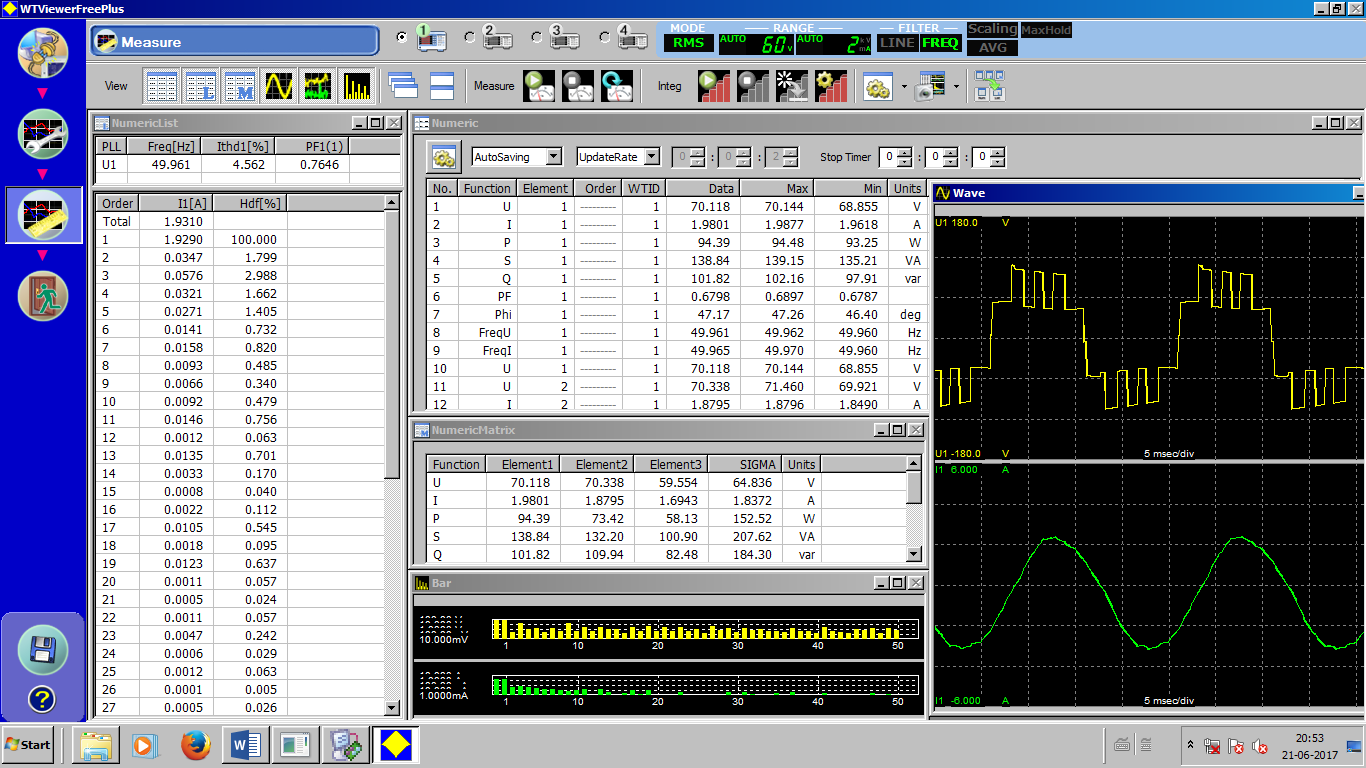 WTViewerFreePlus
Measure
1 2 3 4
MODE RANGE FILTER Scaling MaxHold
RMS AUTO 60 V AUTO 2 LINE FREQ AVG
View Measure Integ
NumericList
PLL Freq[Hz] Ithd1[%] PF1(1)
U1 49.961 4.562 0.7646
Order I1[A] Hdf[%]
Total 1.9310
1 1.9290 100.000
2 0.0347 1.799
3 0.0576 2.988
4 0.0321 1.662
5 0.0271 1.405
6 0.0141 0.732
7 0.0158 0.820
8 0.0093 0.485
9 0.0066 0.340
10 0.0092 0.479
11 0.0146 0.756
12 0.0012 0.063
13 0.0135 0.701
14 0.0033 0.170
15 0.0008 0.040
16 0.0022 0.112
17 0.0105 0.545
18 0.0018 0.095
19 0.0123 0.637
20 0.0011 0.057
21 0.0005 0.024
22 0.0011 0.057
23 0.0047 0.242
24 0.0006 0.029
25 0.0012 0.063
26 0.0001 0.005
27 0.0005 0.026
Numeric
AutoSaving UpdateRate 0 : 0 : 2 Stop Timer 0 : 0 : 0
No. Function Element Order WTID Data Max Min Units
1 U 1 --------- 1 70.118 70.144 68.855 V
2 I 1 --------- 1 1.9801 1.9877 1.9618 A
3 P 1 --------- 1 94.39 94.48 93.25 W
4 S 1 --------- 1 138.84 139.15 135.21 VA
5 Q 1 --------- 1 101.82 102.16 97.91 var
6 PF 1 --------- 1 0.6798 0.6897 0.6787
7 Phi 1 --------- 1 47.17 47.26 46.40 deg
8 FreqU 1 --------- 1 49.961 49.962 49.960 Hz
9 FreqI 1 --------- 1 49.965 49.970 49.960 Hz
10 U 1 --------- 1 70.118 70.144 68.855 V
11 U 2 --------- 1 70.338 71.460 69.921 V
12 I 2 --------- 1 1.8795 1.8796 1.8490 A
NumericMatrix
Function Element1 Element2 Element3 SIGMA Units
U 70.118 70.338 59.554 64.836 V
I 1.9801 1.8795 1.6943 1.8372 A
P 94.39 73.42 58.13 152.52 W
S 138.84 132.20 100.90 207.62 VA
Q 101.82 109.94 82.48 184.30 var
Bar
10.000mV
1 10 20 30 40 50
1.0000mA
1 10 20 30 40 50
Wave
U1 180.0 V
U1 -180.0 V 5 msec/div
I1 6.000 A
I1 -6.000 A 5 msec/div
Start
20:53
21-06-2017